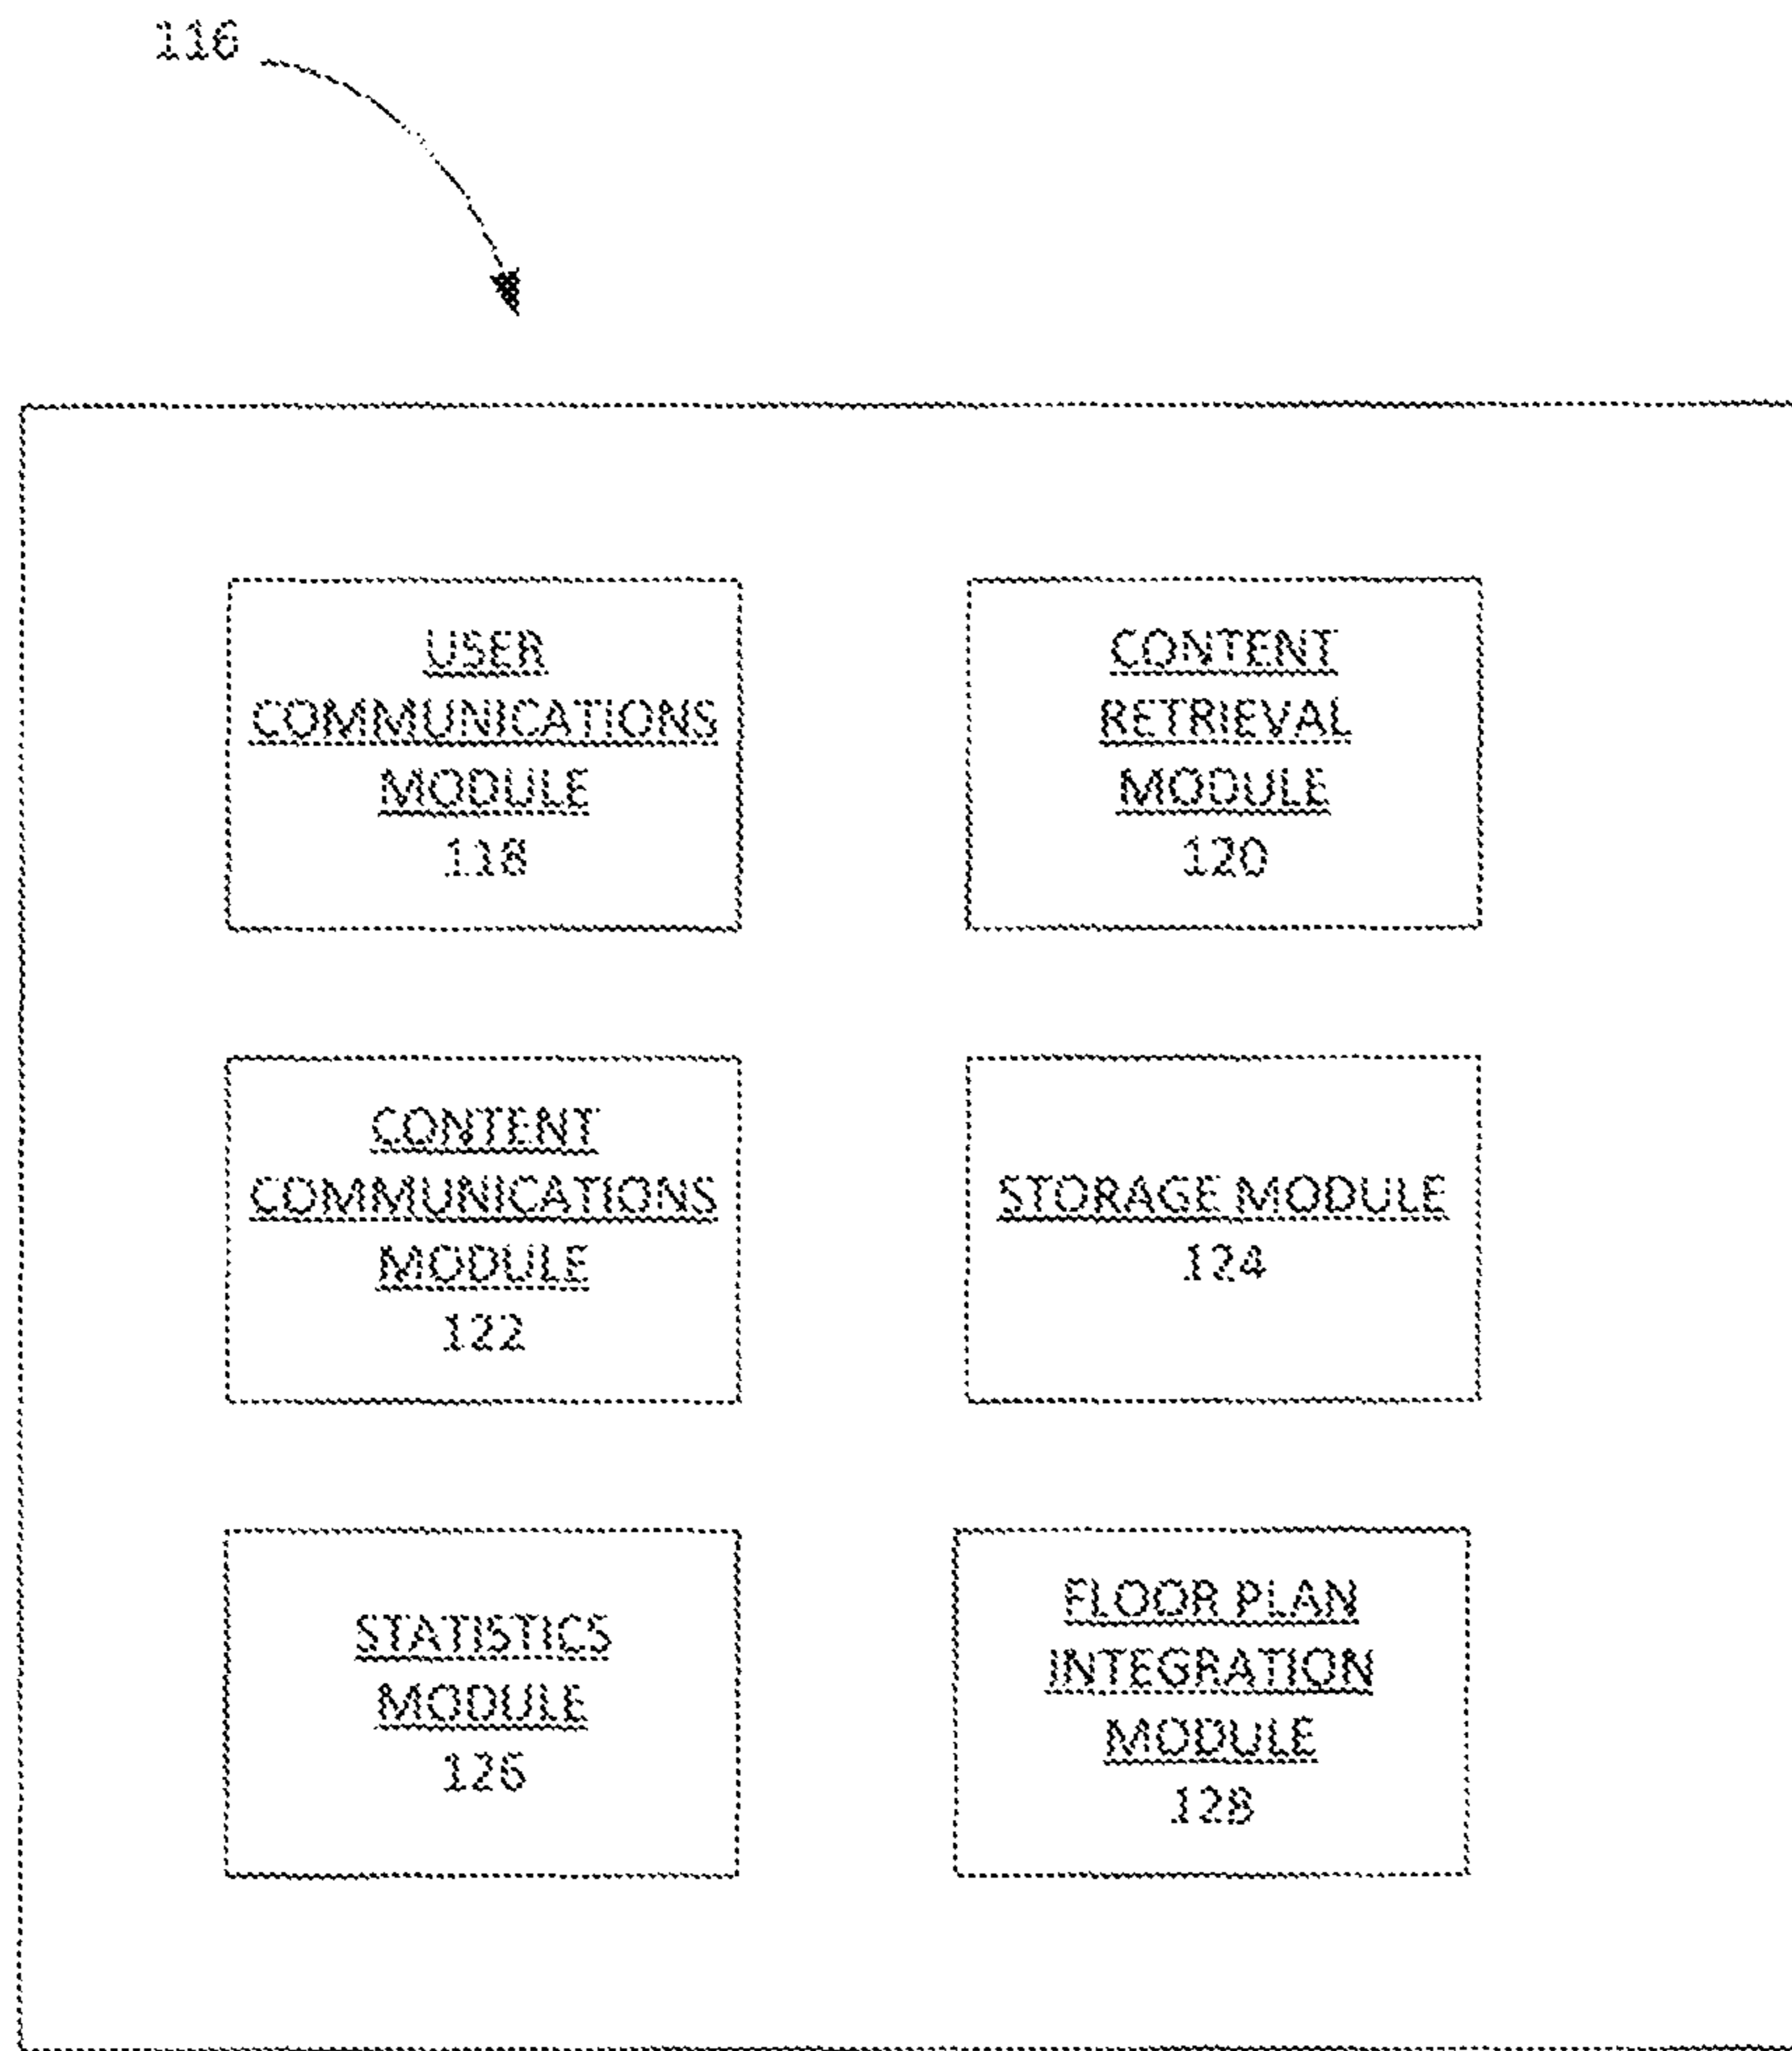 116
USER
COMMUNICATIONS
MODULE
118
CONTENT
RETRIEVAL
MODULE
120
CONTENT
COMMUNICATIONS
MODULE
122
STORAGE MODULE
124
STATISTICS
MODULE
126
FLOOR PLAN
INTEGRATION
MODULE
128